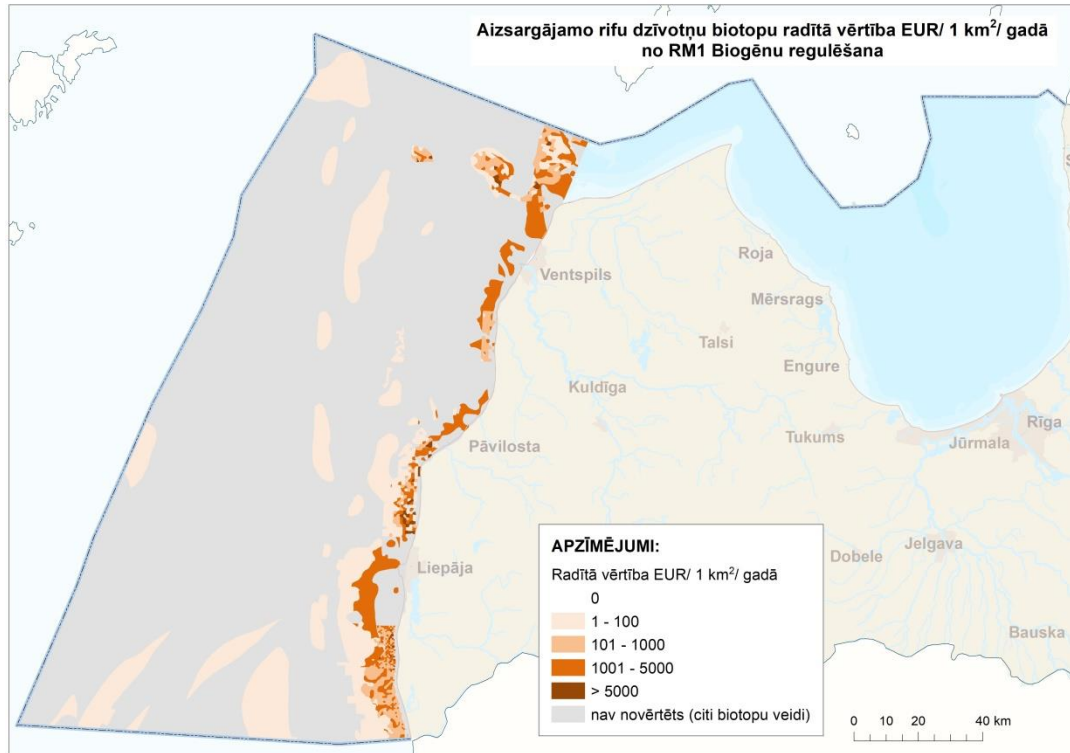 Aizsargājamo rifu dzīvotņu biotopu radītā vērtība EUR/ 1 km²/ gadā
no RM1 Biogēnu regulēšana
Ventspils
Roja
Mērsrags
Talsi
Engure
Kuldīga
Tukums
Jūrmala
Rīga
Pāvilosta
Liepāja
Dobele
Jelgava
Bauska
APZĪMĒJUMI:
Radītā vērtība EUR/ 1 km²/ gadā
0
1 - 100
101 - 1000
1001 - 5000
> 5000
nav novērtēts (citi biotopu veidi)
0 10 20 40 km